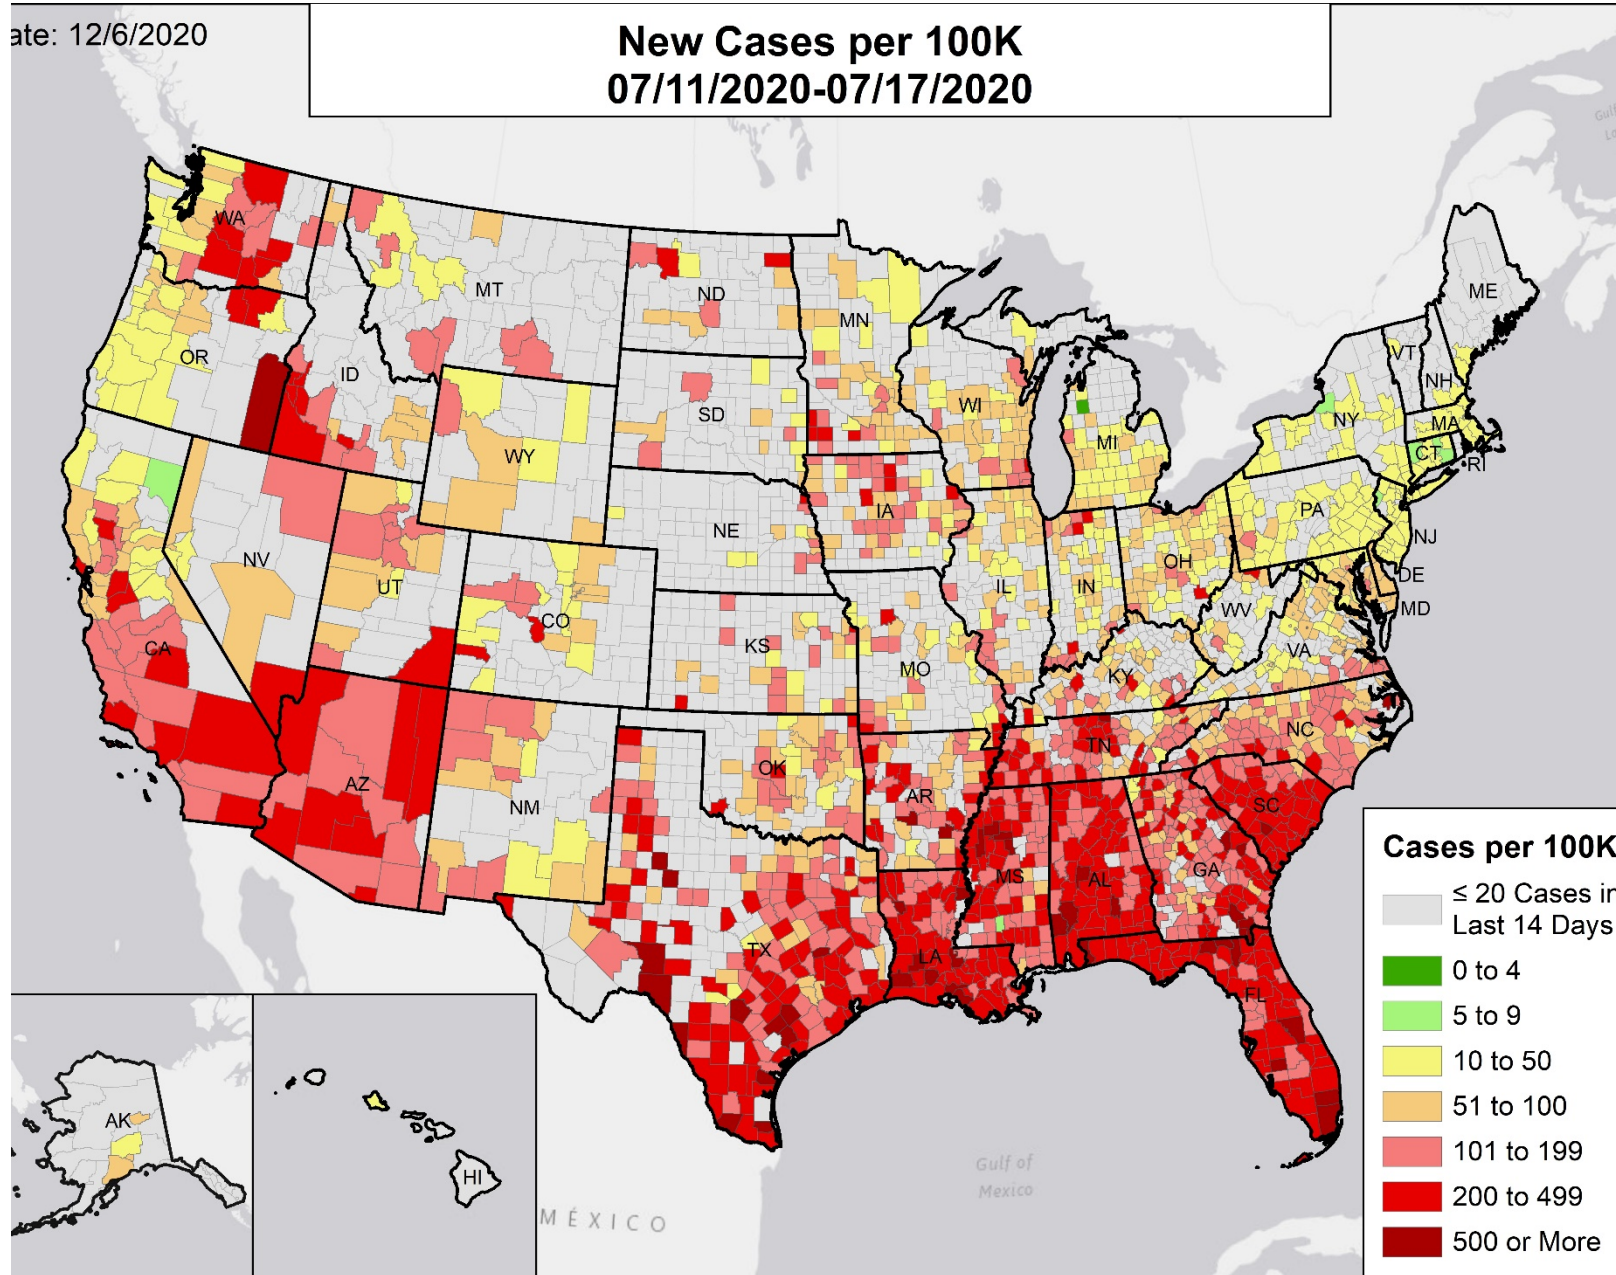 ate: 12/6/2020
New Cases per 100K
07/11/2020-07/17/2020
WA
MT
ND
MN
ME
OR
ID
SD
WI
MI
VT
NH
NY
MA
CT
RI
WY
NE
IA
PA
NJ
NV
UT
CO
IL
IN
OH
DE
MD
WV
CA
KS
MO
KY
VA
AZ
NM
OK
AR
TN
NC
SC
TX
LA
MS
AL
GA
FL
AK
HI
Gulf of
Mexico
MÉXICO
Cases per 100K
≤ 20 Cases in
Last 14 Days
0 to 4
5 to 9
10 to 50
51 to 100
101 to 199
200 to 499
500 or More